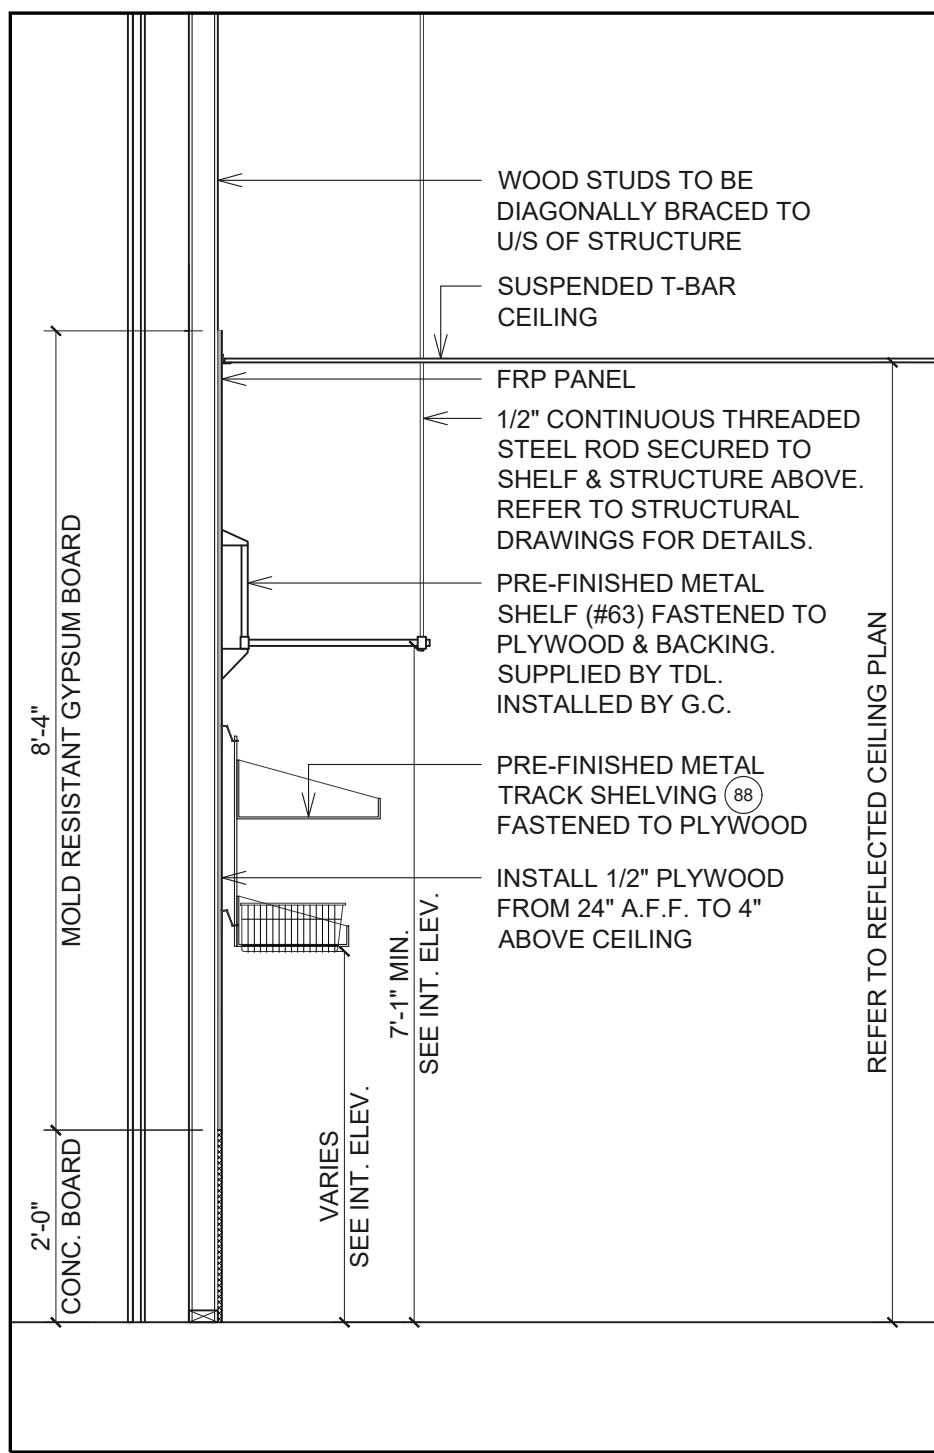 WOOD STUDS TO BE
DIAGONALLY BRACED TO
U/S OF STRUCTURE
SUSPENDED T-BAR
CEILING
FRP PANEL
1/2" CONTINUOUS THREADED
STEEL ROD SECURED TO
SHELF & STRUCTURE ABOVE.
REFER TO STRUCTURAL
DRAWINGS FOR DETAILS.
PRE-FINISHED METAL
SHELF (#63) FASTENED TO
PLYWOOD & BACKING.
SUPPLIED BY TDL.
INSTALLED BY G.C.
PRE-FINISHED METAL
TRACK SHELVING 88
FASTENED TO PLYWOOD
INSTALL 1/2" PLYWOOD
FROM 24" A.F.F. TO 4"
ABOVE CEILING
8'-4"
MOLD RESISTANT GYPSUM BOARD
2'-0"
CONC. BOARD
VARIES
SEE INT. ELEV.
7'-1" MIN.
SEE INT. ELEV.
REFER TO REFLECTED CEILING PLAN